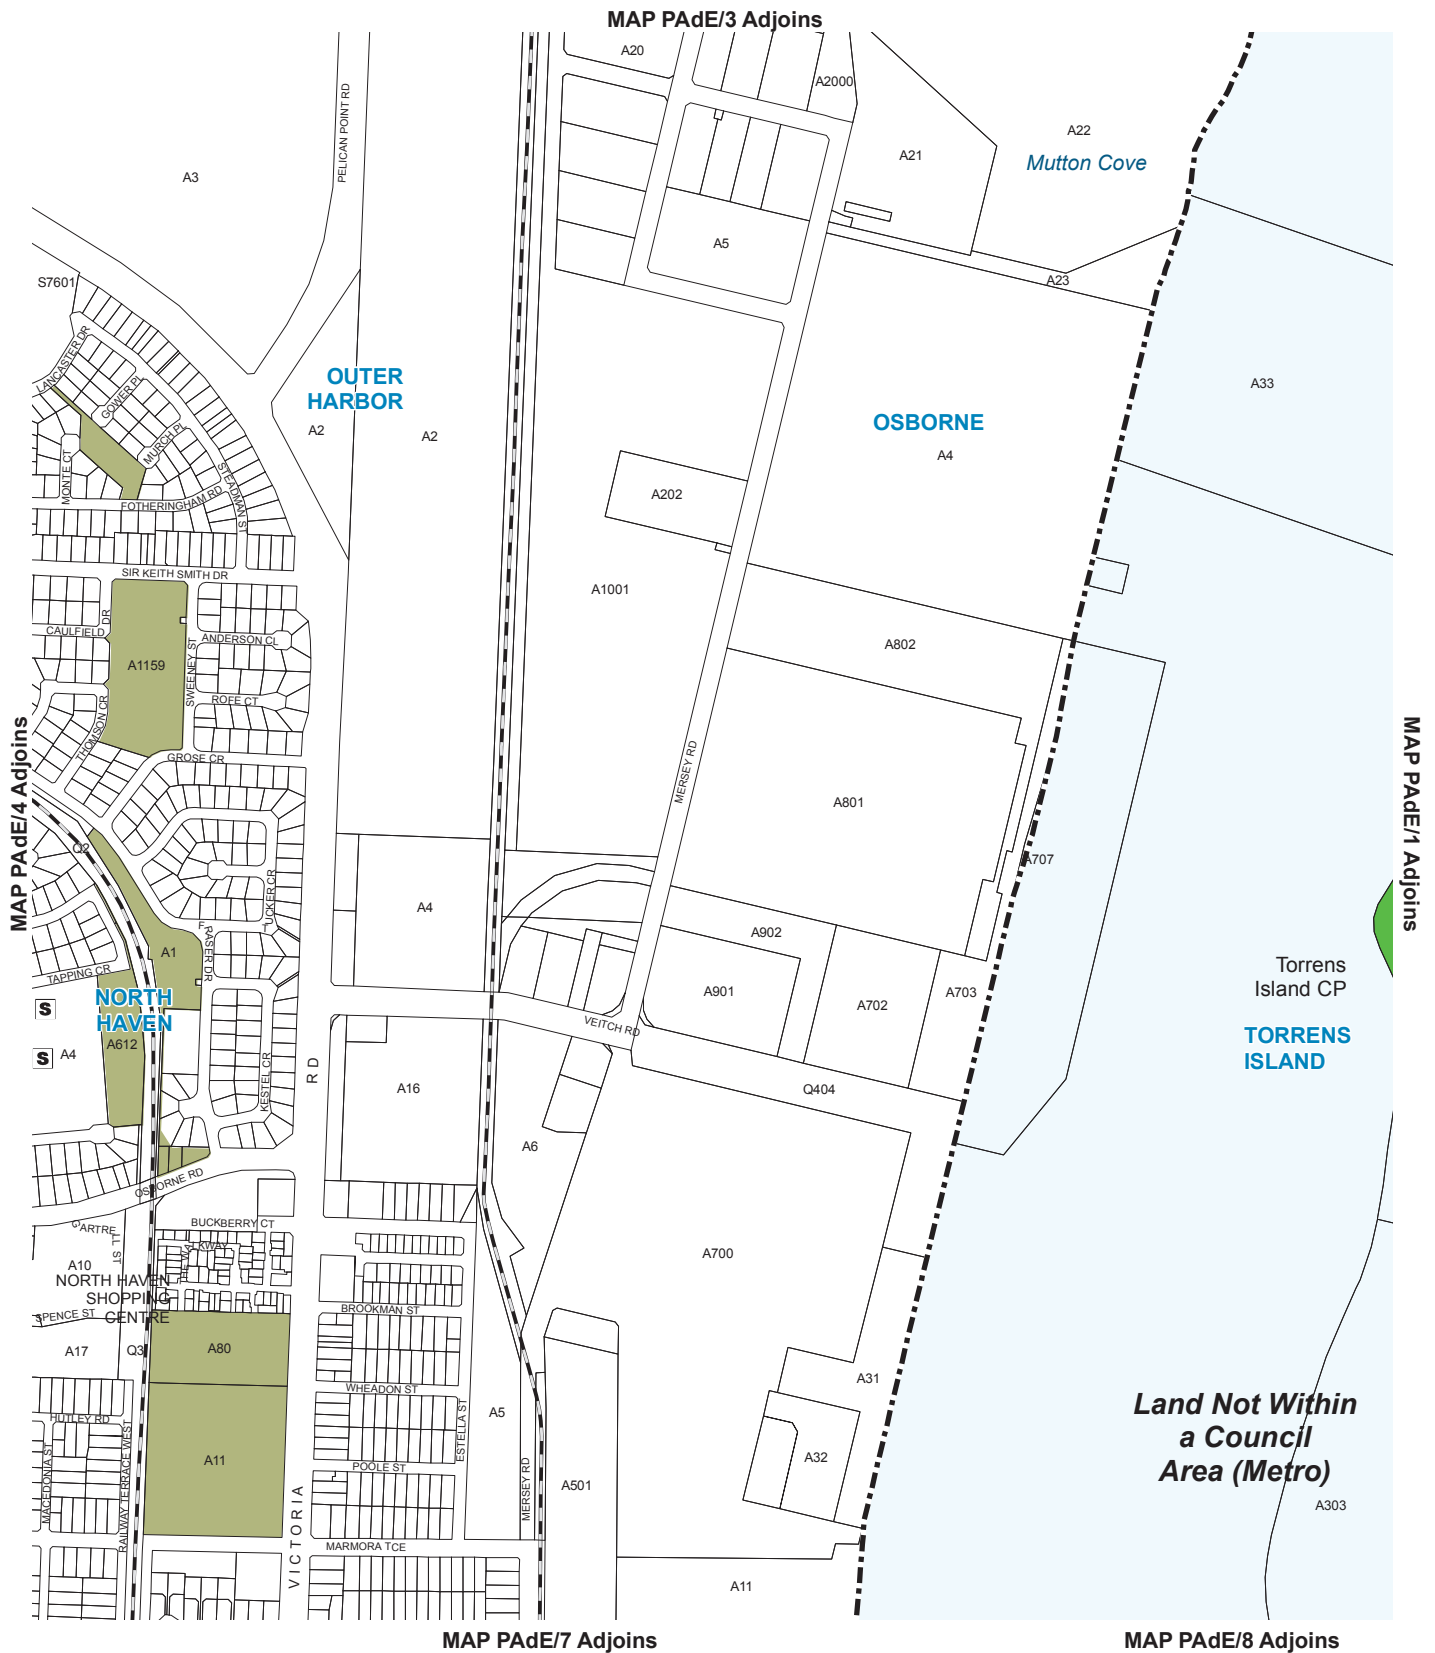 MAP PAdE/3 Adjoins
A20
A2000
A22
Mutton Cove
A21
PELICAN POINT RD
A3
A5
S7601
A23
LANCASTER DR
OUTER
HARBOR
GOWER PL
A33
OSBORNE
A2
A2
MURCH PL
A4
MONTE CT
STEADMAN ST
A202
FOTHERINGHAM RD
SIR KEITH SMITH DR
A1001
CAULFIELD DR
ANDERSON CL
A802
A1159
SWEENEY ST
ROFE CT
THOMSON CR
GROSE CR
MERSEY RD
A801
MAP PAdE/4 Adjoins
MAP PAdE/1 Adjoins
Q2
A707
TUCKER CR
A4
FRASER DR
A902
A1
TAPPING CR
Torrens
Island CP
A901
A703
NORTH
HAVEN
A702
S
VEITCH RD
TORRENS
ISLAND
A612
S
A4
KESTEL CR
RD
A16
Q404
A6
OSBORNE RD
GARTRELL ST
BUCKBERRY CT
THE WALKWAY
A700
A10
NORTH HAVEN
SHOPPING
CENTRE
SPENCE ST
BROOKMAN ST
A17
Q3
A80
A31
WHEADON ST
HUTLEY RD
A5
ESTELLA ST
Land Not Within
a Council
Area (Metro)
A11
A32
POOLE ST
A501
MACEDONIA ST
RAILWAY TERRACE WEST
MERSEY RD
A303
VICTORIA
MARMORA TCE
A11
MAP PAdE/7 Adjoins
MAP PAdE/8 Adjoins